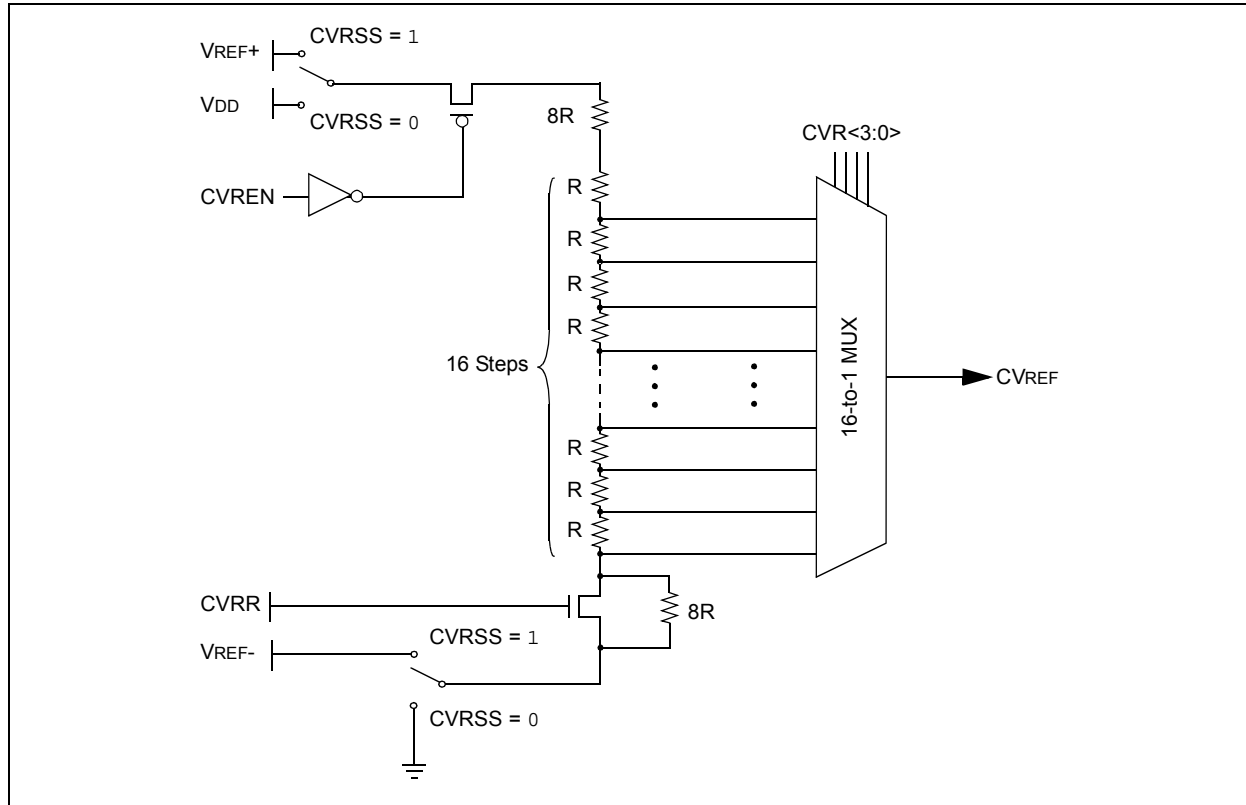 CVRSS = 1
VREF+
8R
VDD
CVRSS = 0
CVR<3:0>
CVREN
R
R
R
R
16 Steps
16-to-1 MUX
CVREF
R
R
R
CVRR
8R
CVRSS = 1
VREF-
CVRSS = 0